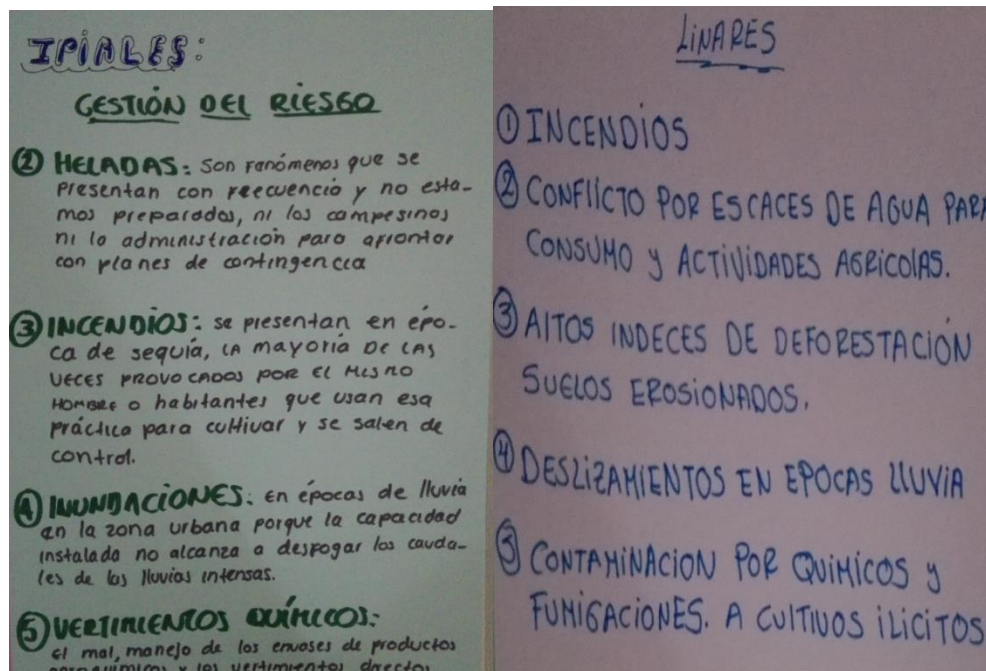 IPIALES:
GESTIÓN DEL RIESGO
② HELADAS: Son Fenómenos que se
presentan con reecuencia y no esta-
mos preparados, ni los campesinos
ni la administración para afrontar
con planes de contingencia
③ INCENDIOS: se presentan en épo-
ca de sequía, LA mayoría DE LAS
VECES PROVOCADOS POR EL MISMO
HOMBRE o habitantes que usan esa
práctica para cultivar y se salen de
control.
④ INUNDACIONES: En épocas de lluvia
en la zona urbana porque la capacidad
instalada no alcanza a desfogar los cauda-
les de las lluvias intensas.
⑤ VERTIMIENTOS QUÍMICOS:
el mal, manejo de los envases de productos
agroquímicos y los vertimientos directos
LINARES
① INCENDIOS
② CONFLICTO POR ESCACES DE AGUA PARA
CONSUMO Y ACTIVIDADES AGRICOLAS.
③ ALTOS INDECES DE DEFORESTACIÓN
SUELOS EROSIONADOS.
④ DESLIZAMIENTOS EN EPOCAS LLUVIA
⑤ CONTAMINACION POR QUIMICOS Y
FUMIGACIONES. A CULTIVOS ILICITOS